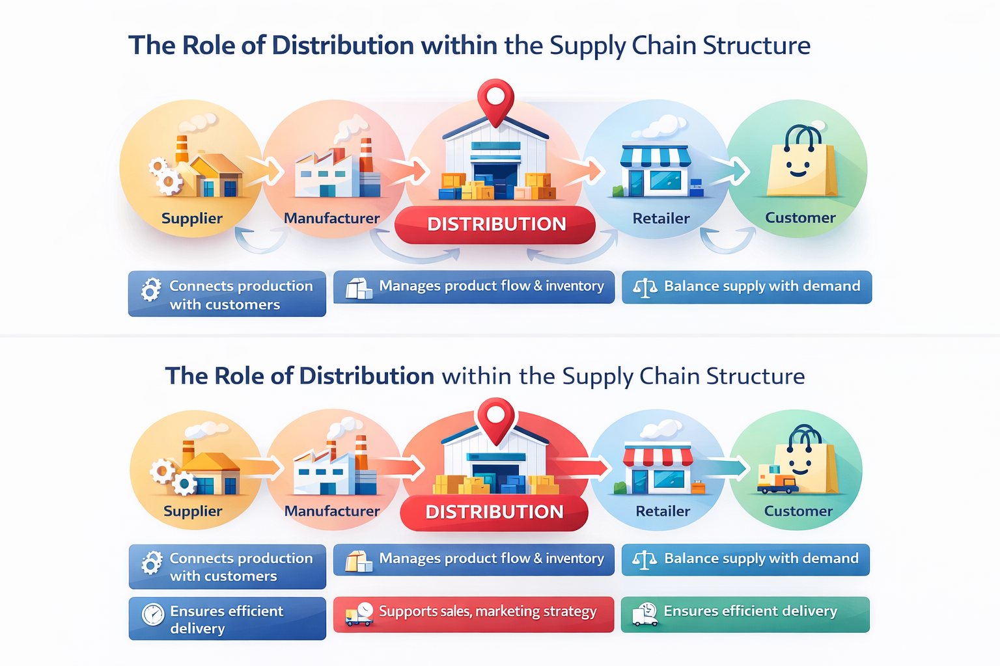 The Role of Distribution within the Supply Chain Structure
Supplier
Manufacturer
DISTRIBUTION
Retailer
Customer
Connects production
with customers
Manages product flow & inventory
Balance supply with demand
The Role of Distribution within the Supply Chain Structure
Supplier
Manufacturer
DISTRIBUTION
Retailer
Customer
Connects production
with customers
Manages product flow & inventory
Balance supply with demand
Ensures efficient
delivery
Supports sales, marketing strategy
Ensures efficient delivery